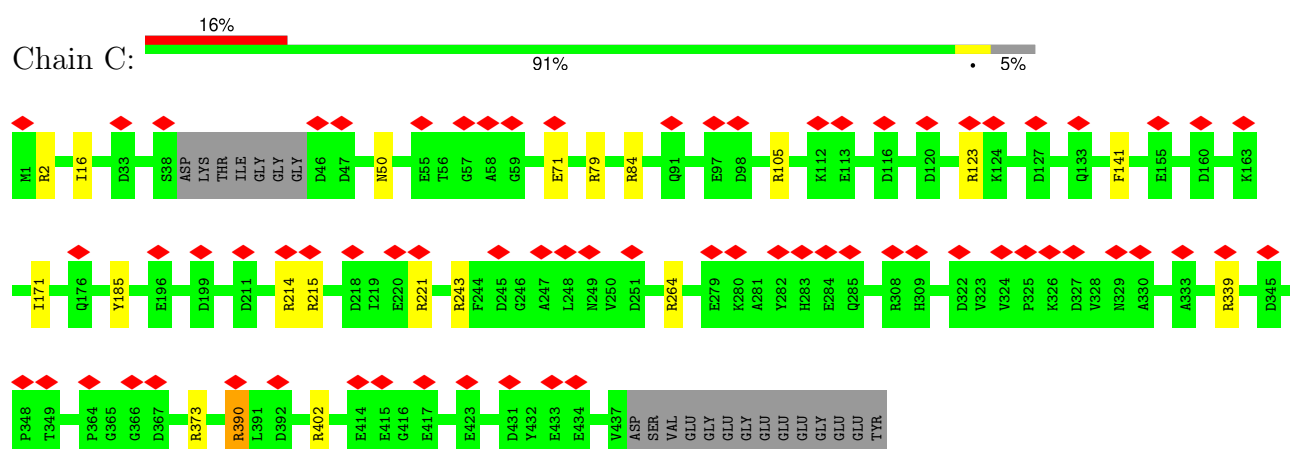 16%
Chain C:
91% • 5%
M1 R2 I16 D33 S38 ASP LYS THR ILE GLY GLY GLY D46 D47 N50 E55 T56 G57 A58 G59 E71 R79 R84 Q91 E97 D98 R105 K112 E113 D116 D120 R123 K124 D127 Q133 F141 E155 D160 K163
I171 Q176 Y185 E196 D199 D211 R214 R215 D218 I219 E220 R221 R243 F244 D245 G246 A247 L248 N249 V250 D251 R264 E279 K280 A281 Y282 H283 E284 Q285 R308 H309 D322 V323 V324 P325 K326 D327 V328 N329 A330 A333 R339 D345
P348 T349 P364 G365 G366 D367 R373 R390 L391 D392 R402 E414 E415 G416 E417 E423 D431 Y432 E433 E434 V437 ASP SER VAL GLU GLY GLU GLU GLY GLU GLU GLU GLU GLY GLU GLU TYR